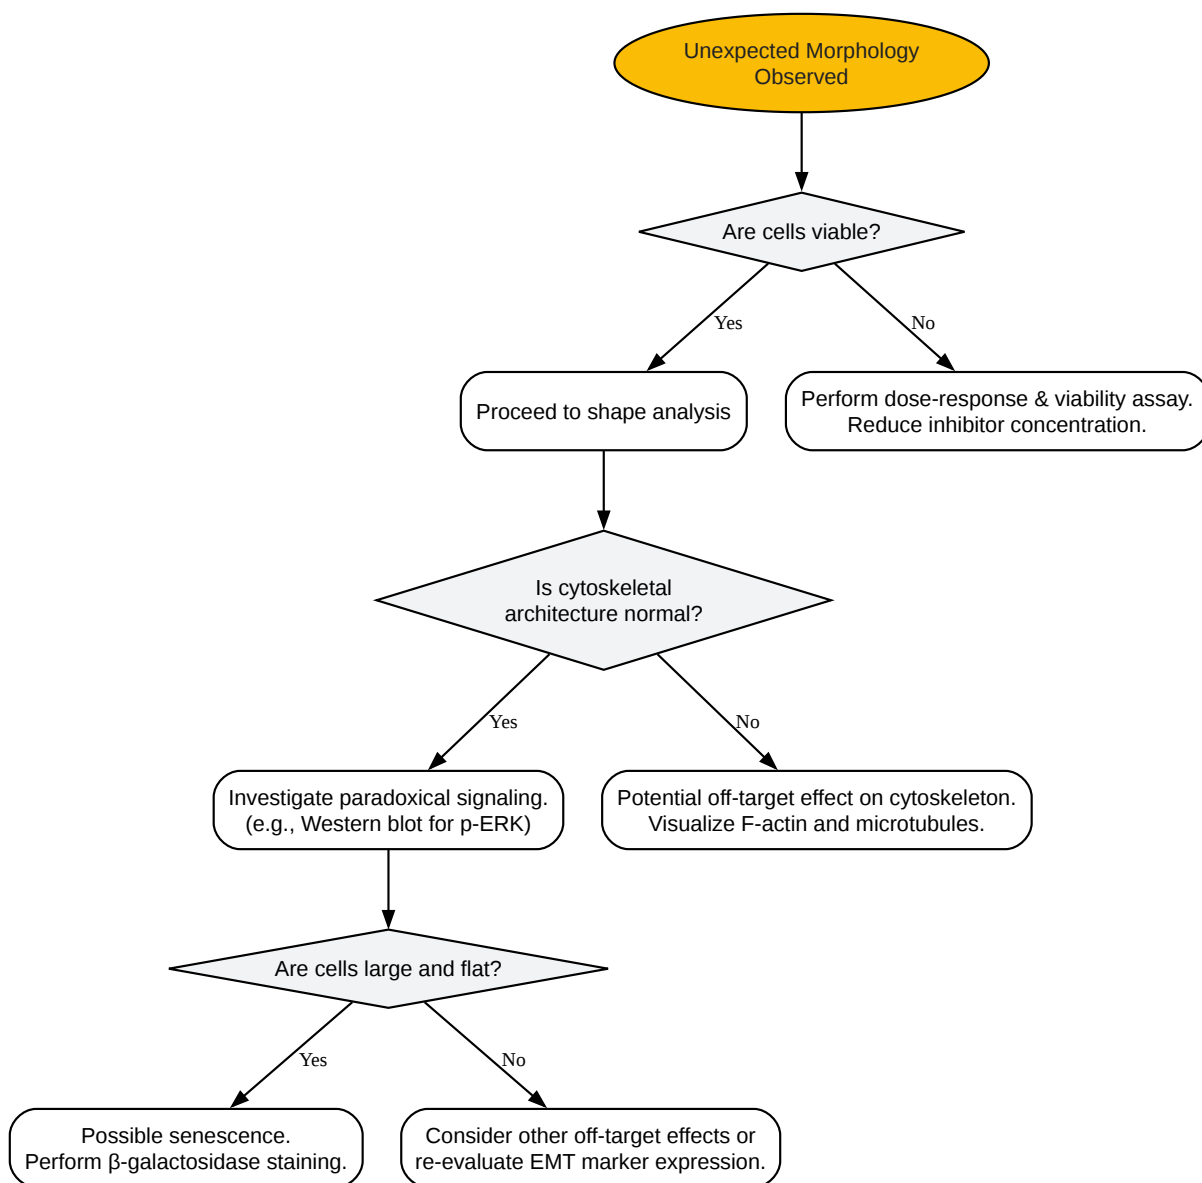 Unexpected Morphology
Observed
Are cells viable?
Yes
No
Proceed to shape analysis
Perform dose-response & viability assay.
Reduce inhibitor concentration.
Is cytoskeletal
architecture normal?
Yes
No
Investigate paradoxical signaling.
(e.g., Western blot for p-ERK)
Potential off-target effect on cytoskeleton.
Visualize F-actin and microtubules.
Are cells large and flat?
Yes
No
Possible senescence.
Perform β-galactosidase staining.
Consider other off-target effects or
re-evaluate EMT marker expression.